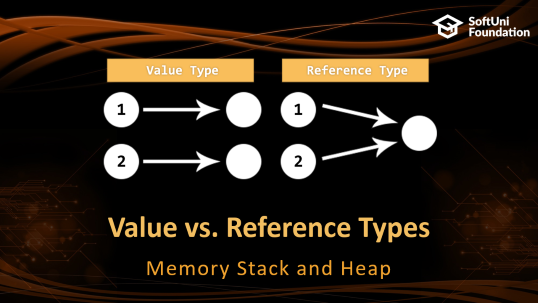 SoftUni
Foundation
Value Type
Reference Type
1
1
2
2
Value vs. Reference Types
Memory Stack and Heap